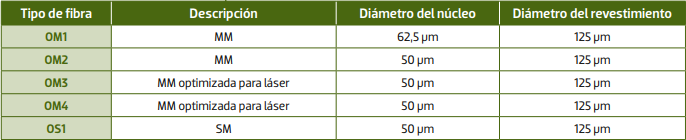 Tipo de fibra Descripción Diámetro del núcleo Diámetro del revestimiento
OM1 MM 62,5 µm 125 µm
OM2 MM 50 µm 125 µm
OM3 MM optimizada para láser 50 µm 125 µm
OM4 MM optimizada para láser 50 µm 125 µm
OS1 SM 50 µm 125 µm